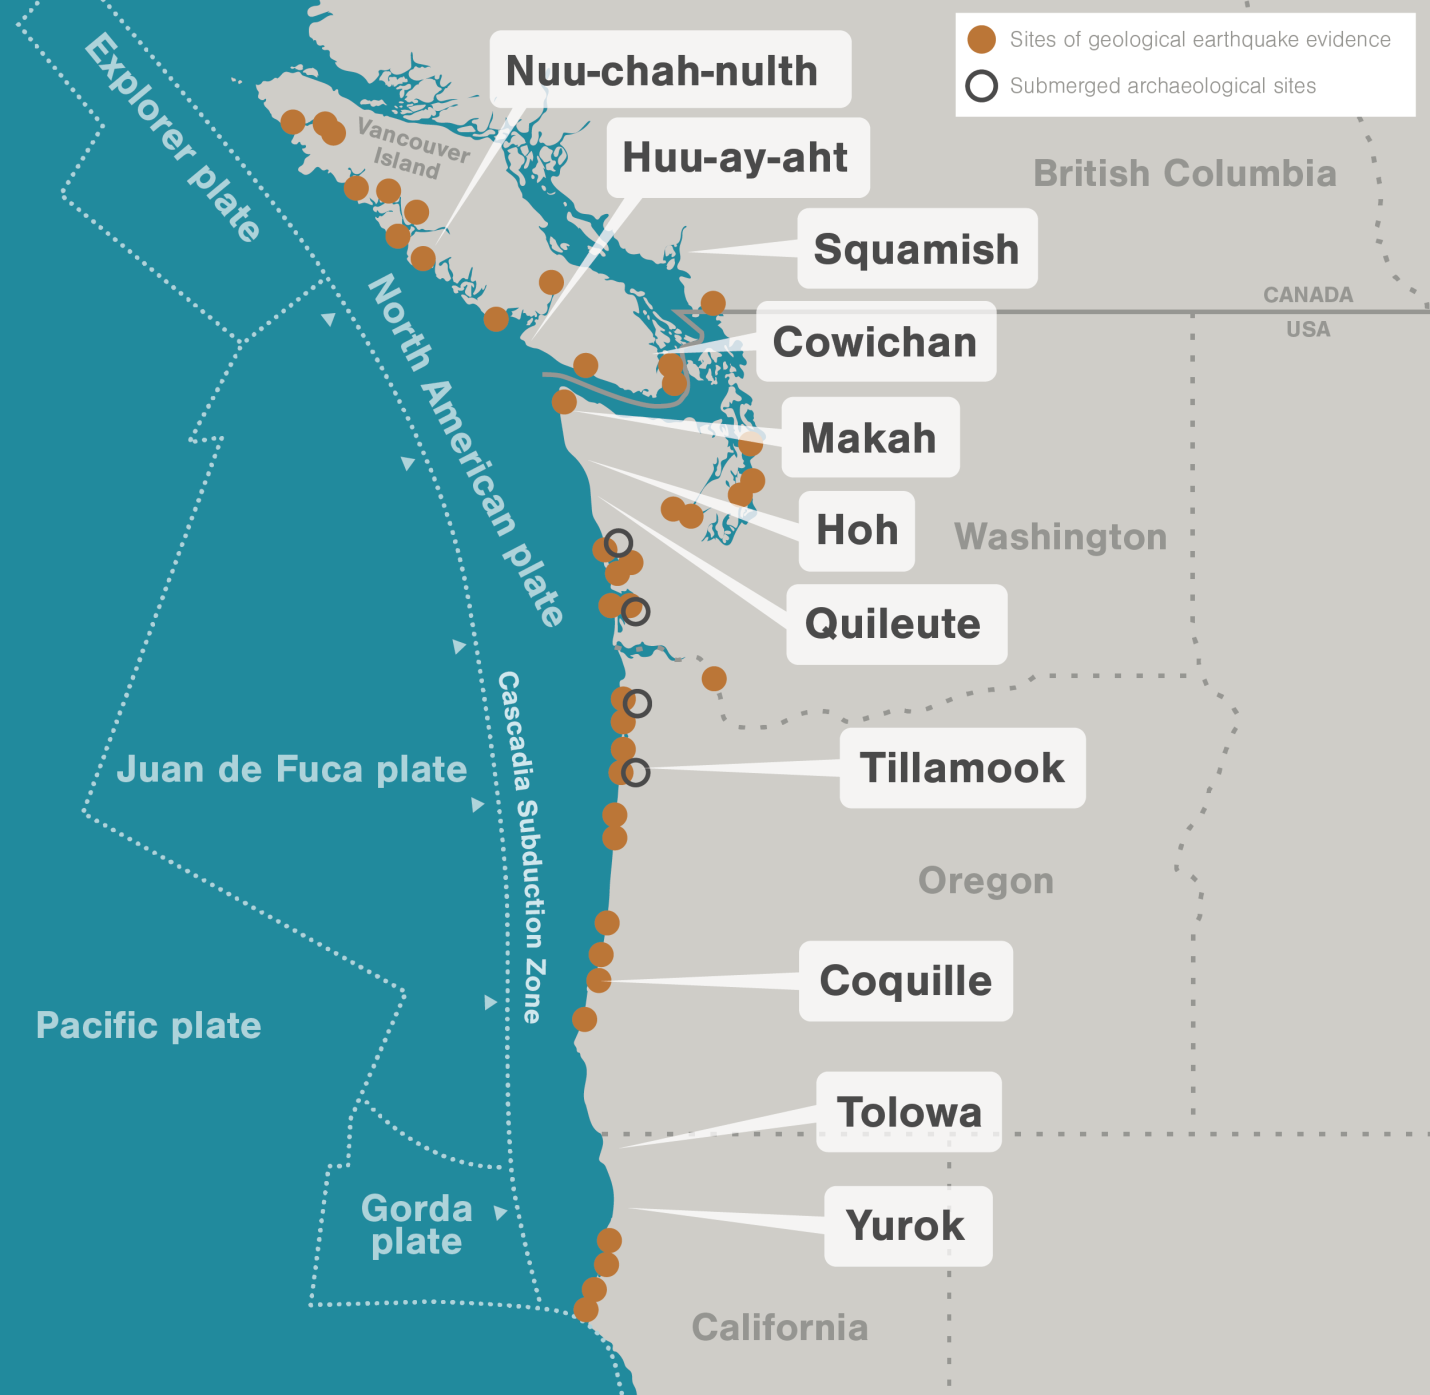 Sites of geological earthquake evidence
Submerged archaeological sites
Explorer plate
Nuu-chah-nulth
Vancouver
Island
Huu-ay-aht
British Columbia
Squamish
CANADA
USA
North American plate
Cowichan
Makah
Hoh
Washington
Quileute
Cascadia Subduction Zone
Juan de Fuca plate
Tillamook
Oregon
Coquille
Pacific plate
Tolowa
Gorda
plate
Yurok
California